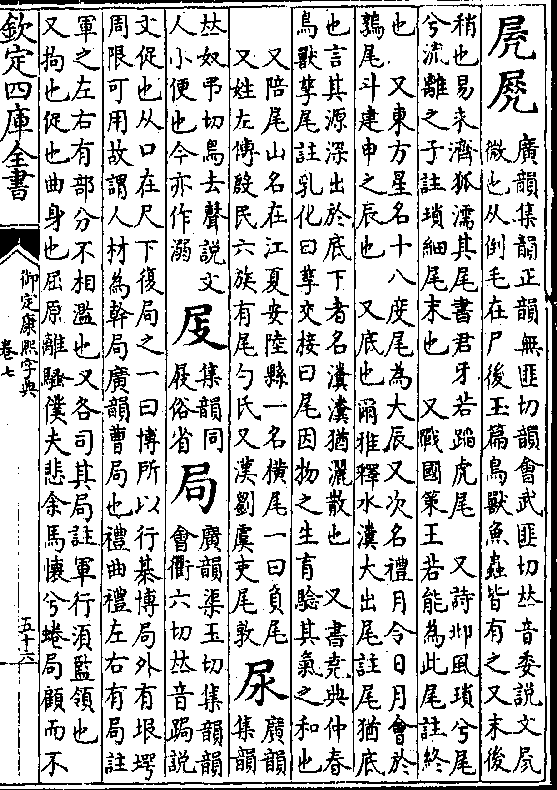 廣韻集韻正韻無匪切韻會武匪切𠀤音委說文
微也从倒毛在尸後玉篇鳥獸魚蟲皆有之又末後
稍也易未濟狐濡其尾書君牙若蹈虎尾 又詩邶風瑣兮尾
兮流離之子註瑣細尾末也 又戰國策王若能為此尾註終
也 又東方星名十八度尾為大辰又次名禮月令日月會於
鶉尾斗建申之辰也 又底也爾雅釋水瀵大出尾註尾猶底
也言其源深出於底下者名瀵瀵猶灑散也 又書堯典仲春
鳥獸孳尾註乳化曰孳交接曰尾因物之生有驗其氣之和也
又陪尾山名在江夏安陸縣一名橫尾一曰負尾
又姓左傳殷民六族有尾勺氏又漢劉虞吏尾敦
尿
廣韻
集韻
𠀤奴弔切鳥去聲說文
人小便也今亦作溺
屐
集韻同
屐俗省
局
廣韻渠玉切集韻韻
會衢六切𠀤音跼說
文促也从口在尺下復局之一曰博所以行棊博局外有垠堮
周限可用故謂人材為幹局廣韻曹局也禮曲禮左右有局註
軍之左右有部分不相濫也又各司其局註軍行須監領也
又拘也促也曲身也屈原離騷僕夫悲余馬懷兮蜷局顧而不
欽定四庫全書
御定康熙字典
卷七
五十六